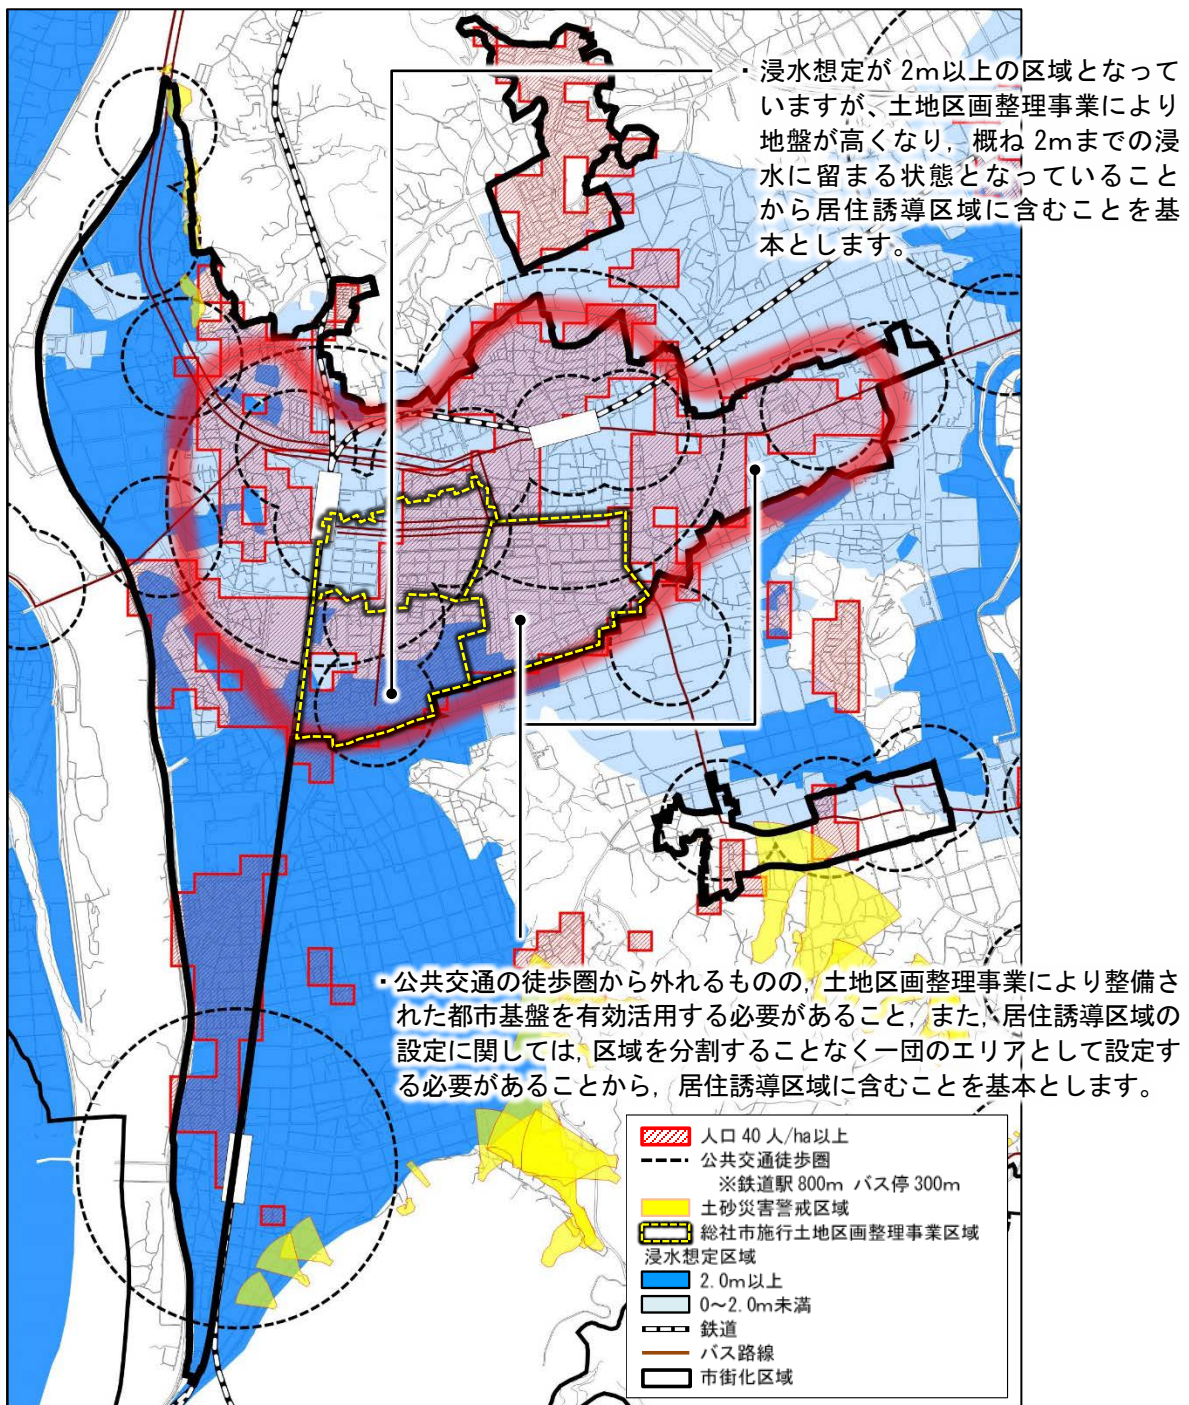 ・浸水想定が 2m以上の区域となって
いますが、土地区画整理事業により
地盤が高くなり，概ね 2mまでの浸
水に留まる状態となっていること
から居住誘導区域に含むことを基
本とします。
・公共交通の徒歩圏から外れるものの，土地区画整理事業により整備さ
れた都市基盤を有効活用する必要があること，また，居住誘導区域の
設定に関しては，区域を分割することなく一団のエリアとして設定す
る必要があることから，居住誘導区域に含むことを基本とします。
人口 40 人/ha以上
公共交通徒歩圏
※鉄道駅 800m バス停 300m
土砂災害警戒区域
総社市施行土地区画整理事業区域
浸水想定区域
2.0m以上
0～2.0m未満
鉄道
バス路線
市街化区域